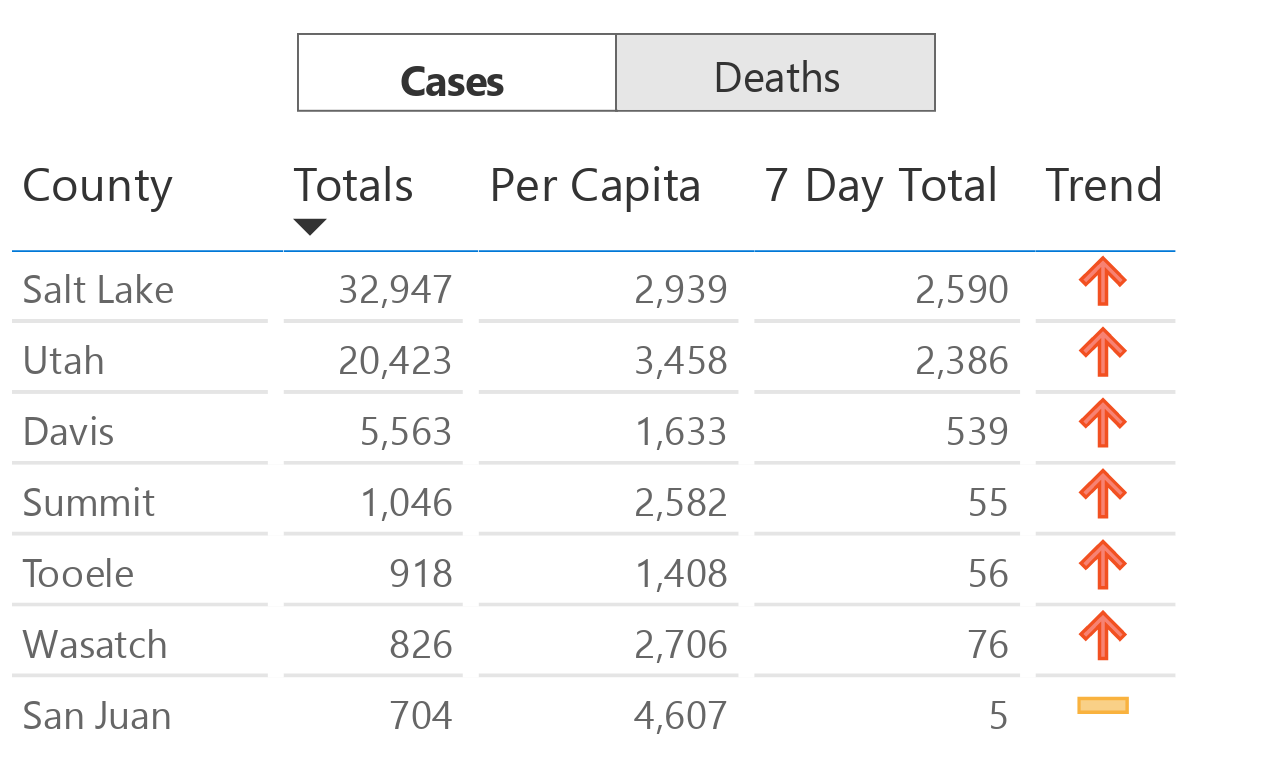 Cases Deaths
County Totals Per Capita 7 Day Total Trend
Salt Lake 32,947 2,939 2,590
Utah 20,423 3,458 2,386
Davis 5,563 1,633 539
Summit 1,046 2,582 55
Tooele 918 1,408 56
Wasatch 826 2,706 76
San Juan 704 4,607 5